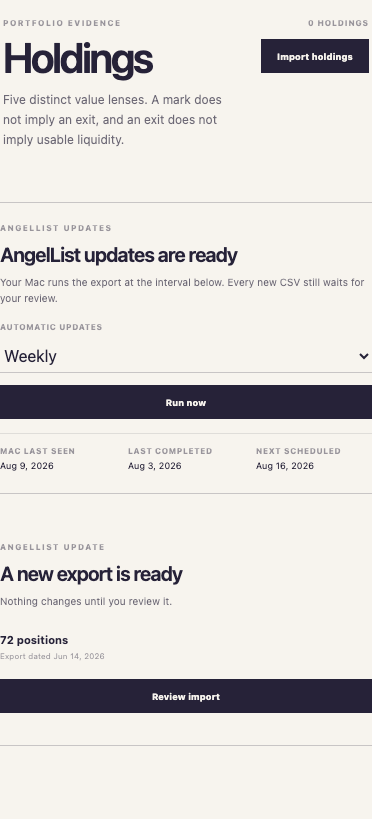 PORTFOLIO EVIDENCE
0 HOLDINGS
Holdings
Import holdings
Five distinct value lenses. A mark does
not imply an exit, and an exit does not
imply usable liquidity.
ANGELLIST UPDATES
AngelList updates are ready
Your Mac runs the export at the interval below. Every new CSV still waits for
your review.
AUTOMATIC UPDATES
Weekly
Run now
MAC LAST SEEN
LAST COMPLETED
NEXT SCHEDULED
Aug 9, 2026
Aug 3, 2026
Aug 16, 2026
ANGELLIST UPDATE
A new export is ready
Nothing changes until you review it.
72 positions
Export dated Jun 14, 2026
Review import